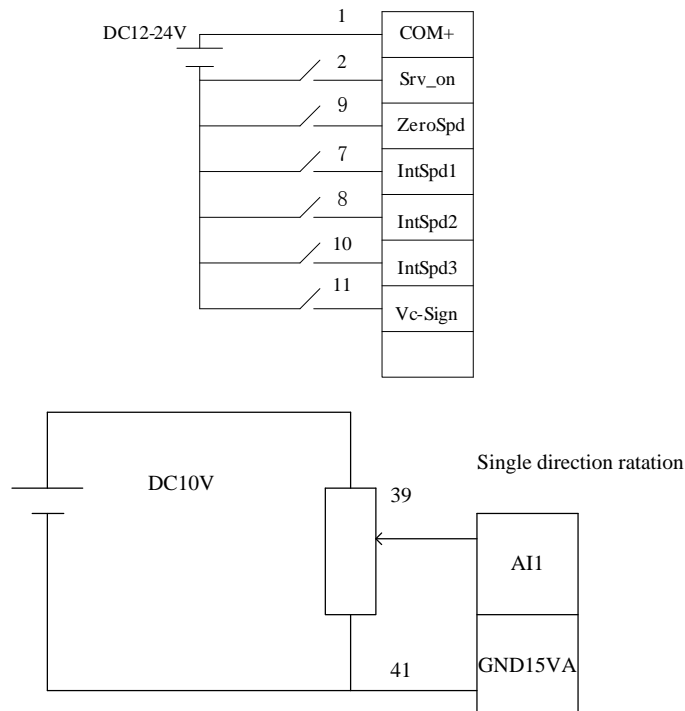 1
DC12-24V
COM+
2
Srv_on
9
ZeroSpd
7
IntSpd1
8
IntSpd2
10
IntSpd3
11
Vc-Sign
Single direction ratation
DC10V
39
AI1
41
GND15VA